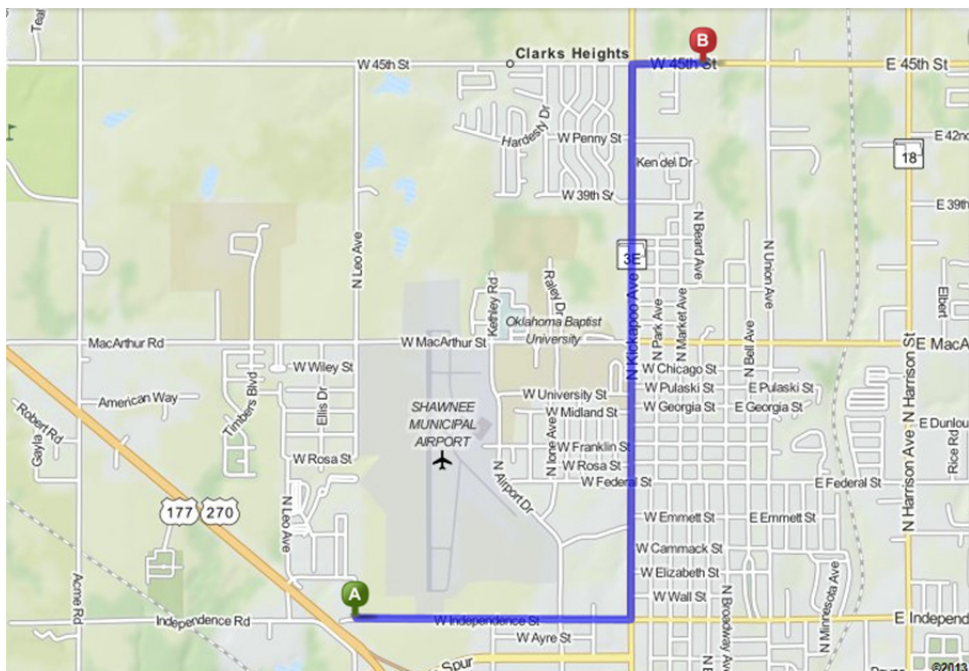 Teal
B
Clarks Heights
W 45th St
W 45th St
E 45th St
Hardesty Dr
W Penny St
E 42nd
18
Ken del Dr
W 39th St
E 39th
N Leo Ave
N Beard Ave
N Union Ave
3E
Kethley Rd
Raley Dr
N Kickapoo Ave
N Park Ave
N Market Ave
Elbert
Oklahoma Baptist
University
MacArthur Rd
W MacArthur St
E MacA
N Bell Ave
N Harrison St
W Wiley St
W Chicago St
Timbers Blvd
Ellis Dr
W University St
W Pulaski St
E Pulaski St
American Way
SHAWNEE
MUNICIPAL
AIRPORT
W Midland St
W Georgia St
E Georgia St
Robert Rd
Gayla
N Ione Ave
E Dunlou
W Franklin St
Rice Rd
W Rosa St
W Rosa St
N Airport Dr
W Federal St
E Federal St
N Harrison Ave
177
270
N Leo Ave
W Emmett St
E Emmett St
W Cammack St
Acme Rd
W Elizabeth St
A
N Broadway Ave
N Minnesota Ave
W Wall St
Independence Rd
W Independence St
E Indepen
W Ayre St
Spur
©201